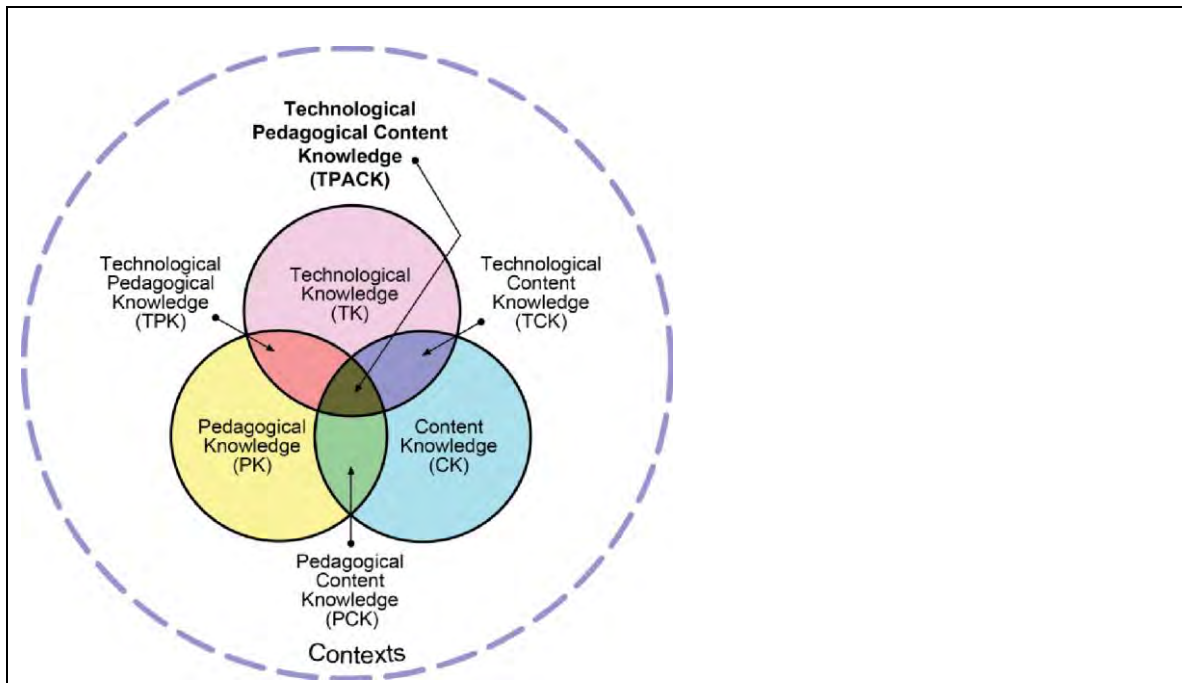 Technological
Pedagogical Content
Knowledge
(TPACK)
Technological
Pedagogical
Knowledge
(TPK)
Technological
Knowledge
(TK)
Technological
Content
Knowledge
(TCK)
Pedagogical
Knowledge
(PK)
Content
Knowledge
(CK)
Pedagogical
Content
Knowledge
(PCK)
Contexts